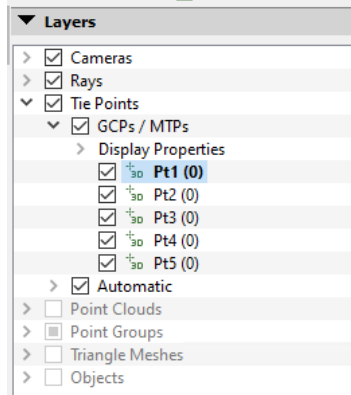 Layers
Cameras
Rays
Tie Points
GCPs / MTPs
Display Properties
3D Pt1 (0)
3D Pt2 (0)
3D Pt3 (0)
3D Pt4 (0)
3D Pt5 (0)
Automatic
Point Clouds
Point Groups
Triangle Meshes
Objects